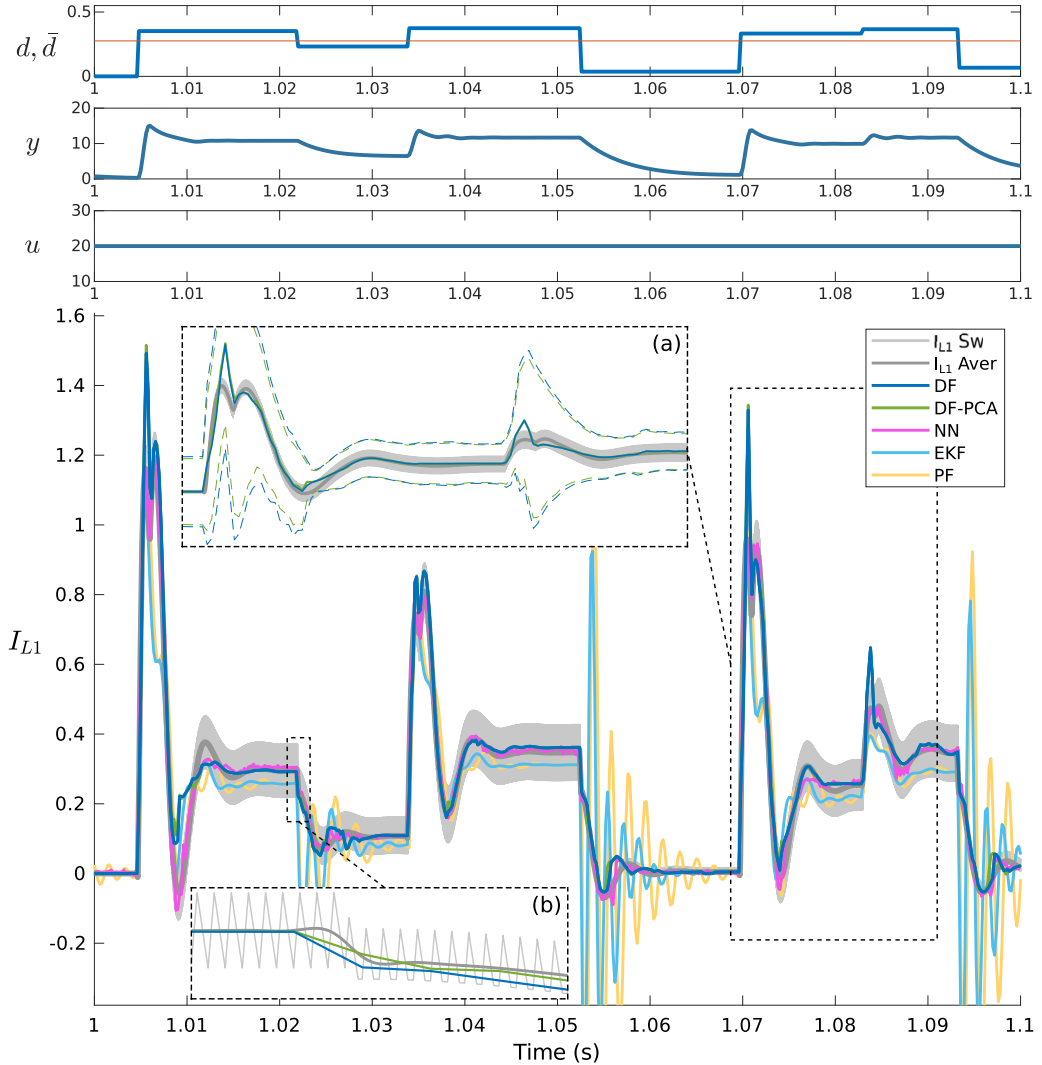 0.5
d, d̄
0
1 1.01 1.02 1.03 1.04 1.05 1.06 1.07 1.08 1.09 1.1
20
y
10
0
1 1.01 1.02 1.03 1.04 1.05 1.06 1.07 1.08 1.09 1.1
30
u
20
10
1 1.01 1.02 1.03 1.04 1.05 1.06 1.07 1.08 1.09 1.1
1.6
(a)
I_{L1} Sw
I_{L1} Aver
DF
DF-PCA
NN
EKF
PF
1.4
1.2
1
0.8
I_{L1}
0.6
0.4
0.2
0
(b)
-0.2
1 1.01 1.02 1.03 1.04 1.05 1.06 1.07 1.08 1.09 1.1
Time (s)